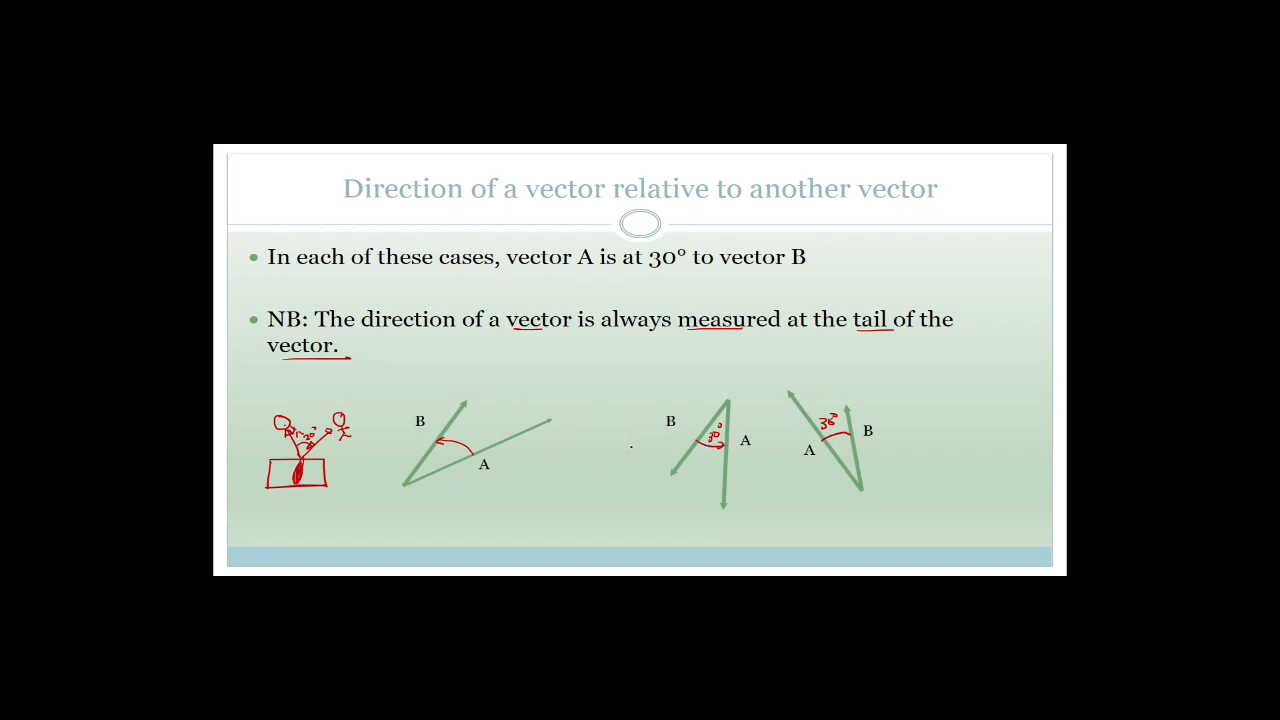 Direction of a vector relative to another vector
In each of these cases, vector A is at 30° to vector B
NB: The direction of a vector is always measured at the tail of the
vector.
30°
B
A
B
30°
A
30°
A
B